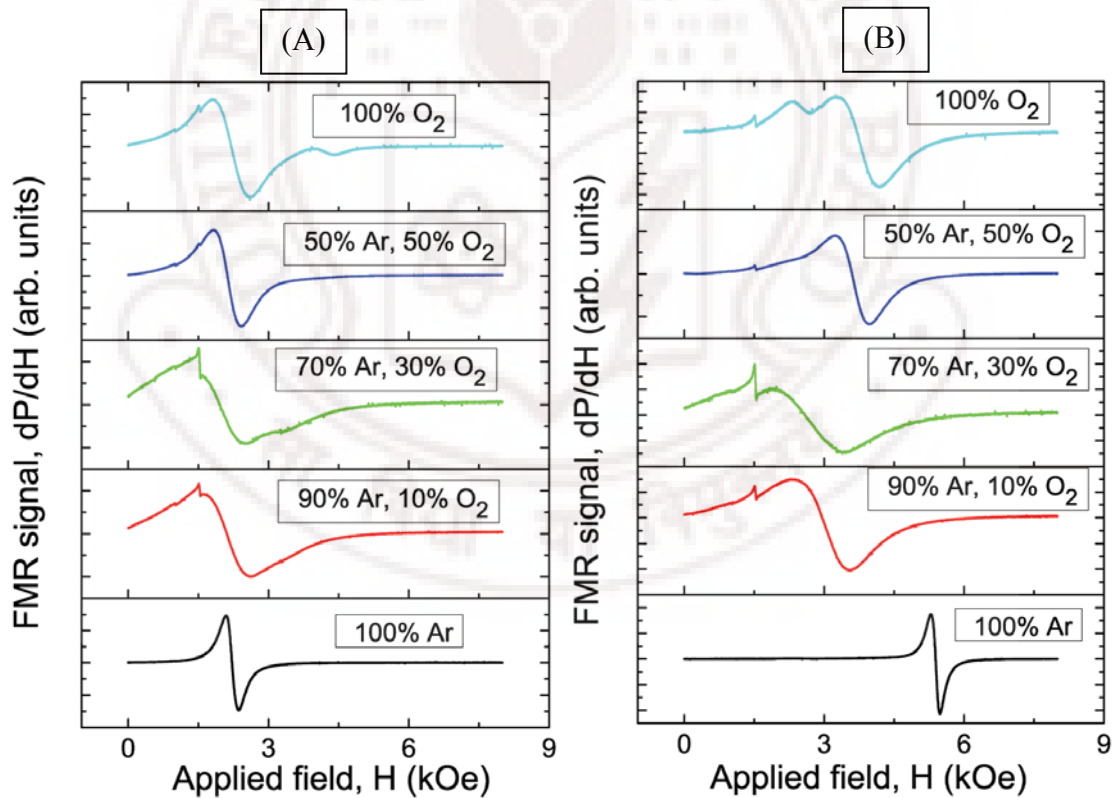 (A)
100% O₂
50% Ar, 50% O₂
70% Ar, 30% O₂
90% Ar, 10% O₂
100% Ar
FMR signal, dP/dH (arb. units)
0 3 6 9
Applied field, H (kOe)
(B)
100% O₂
50% Ar, 50% O₂
70% Ar, 30% O₂
90% Ar, 10% O₂
100% Ar
FMR signal, dP/dH (arb. units)
0 3 6 9
Applied field, H (kOe)